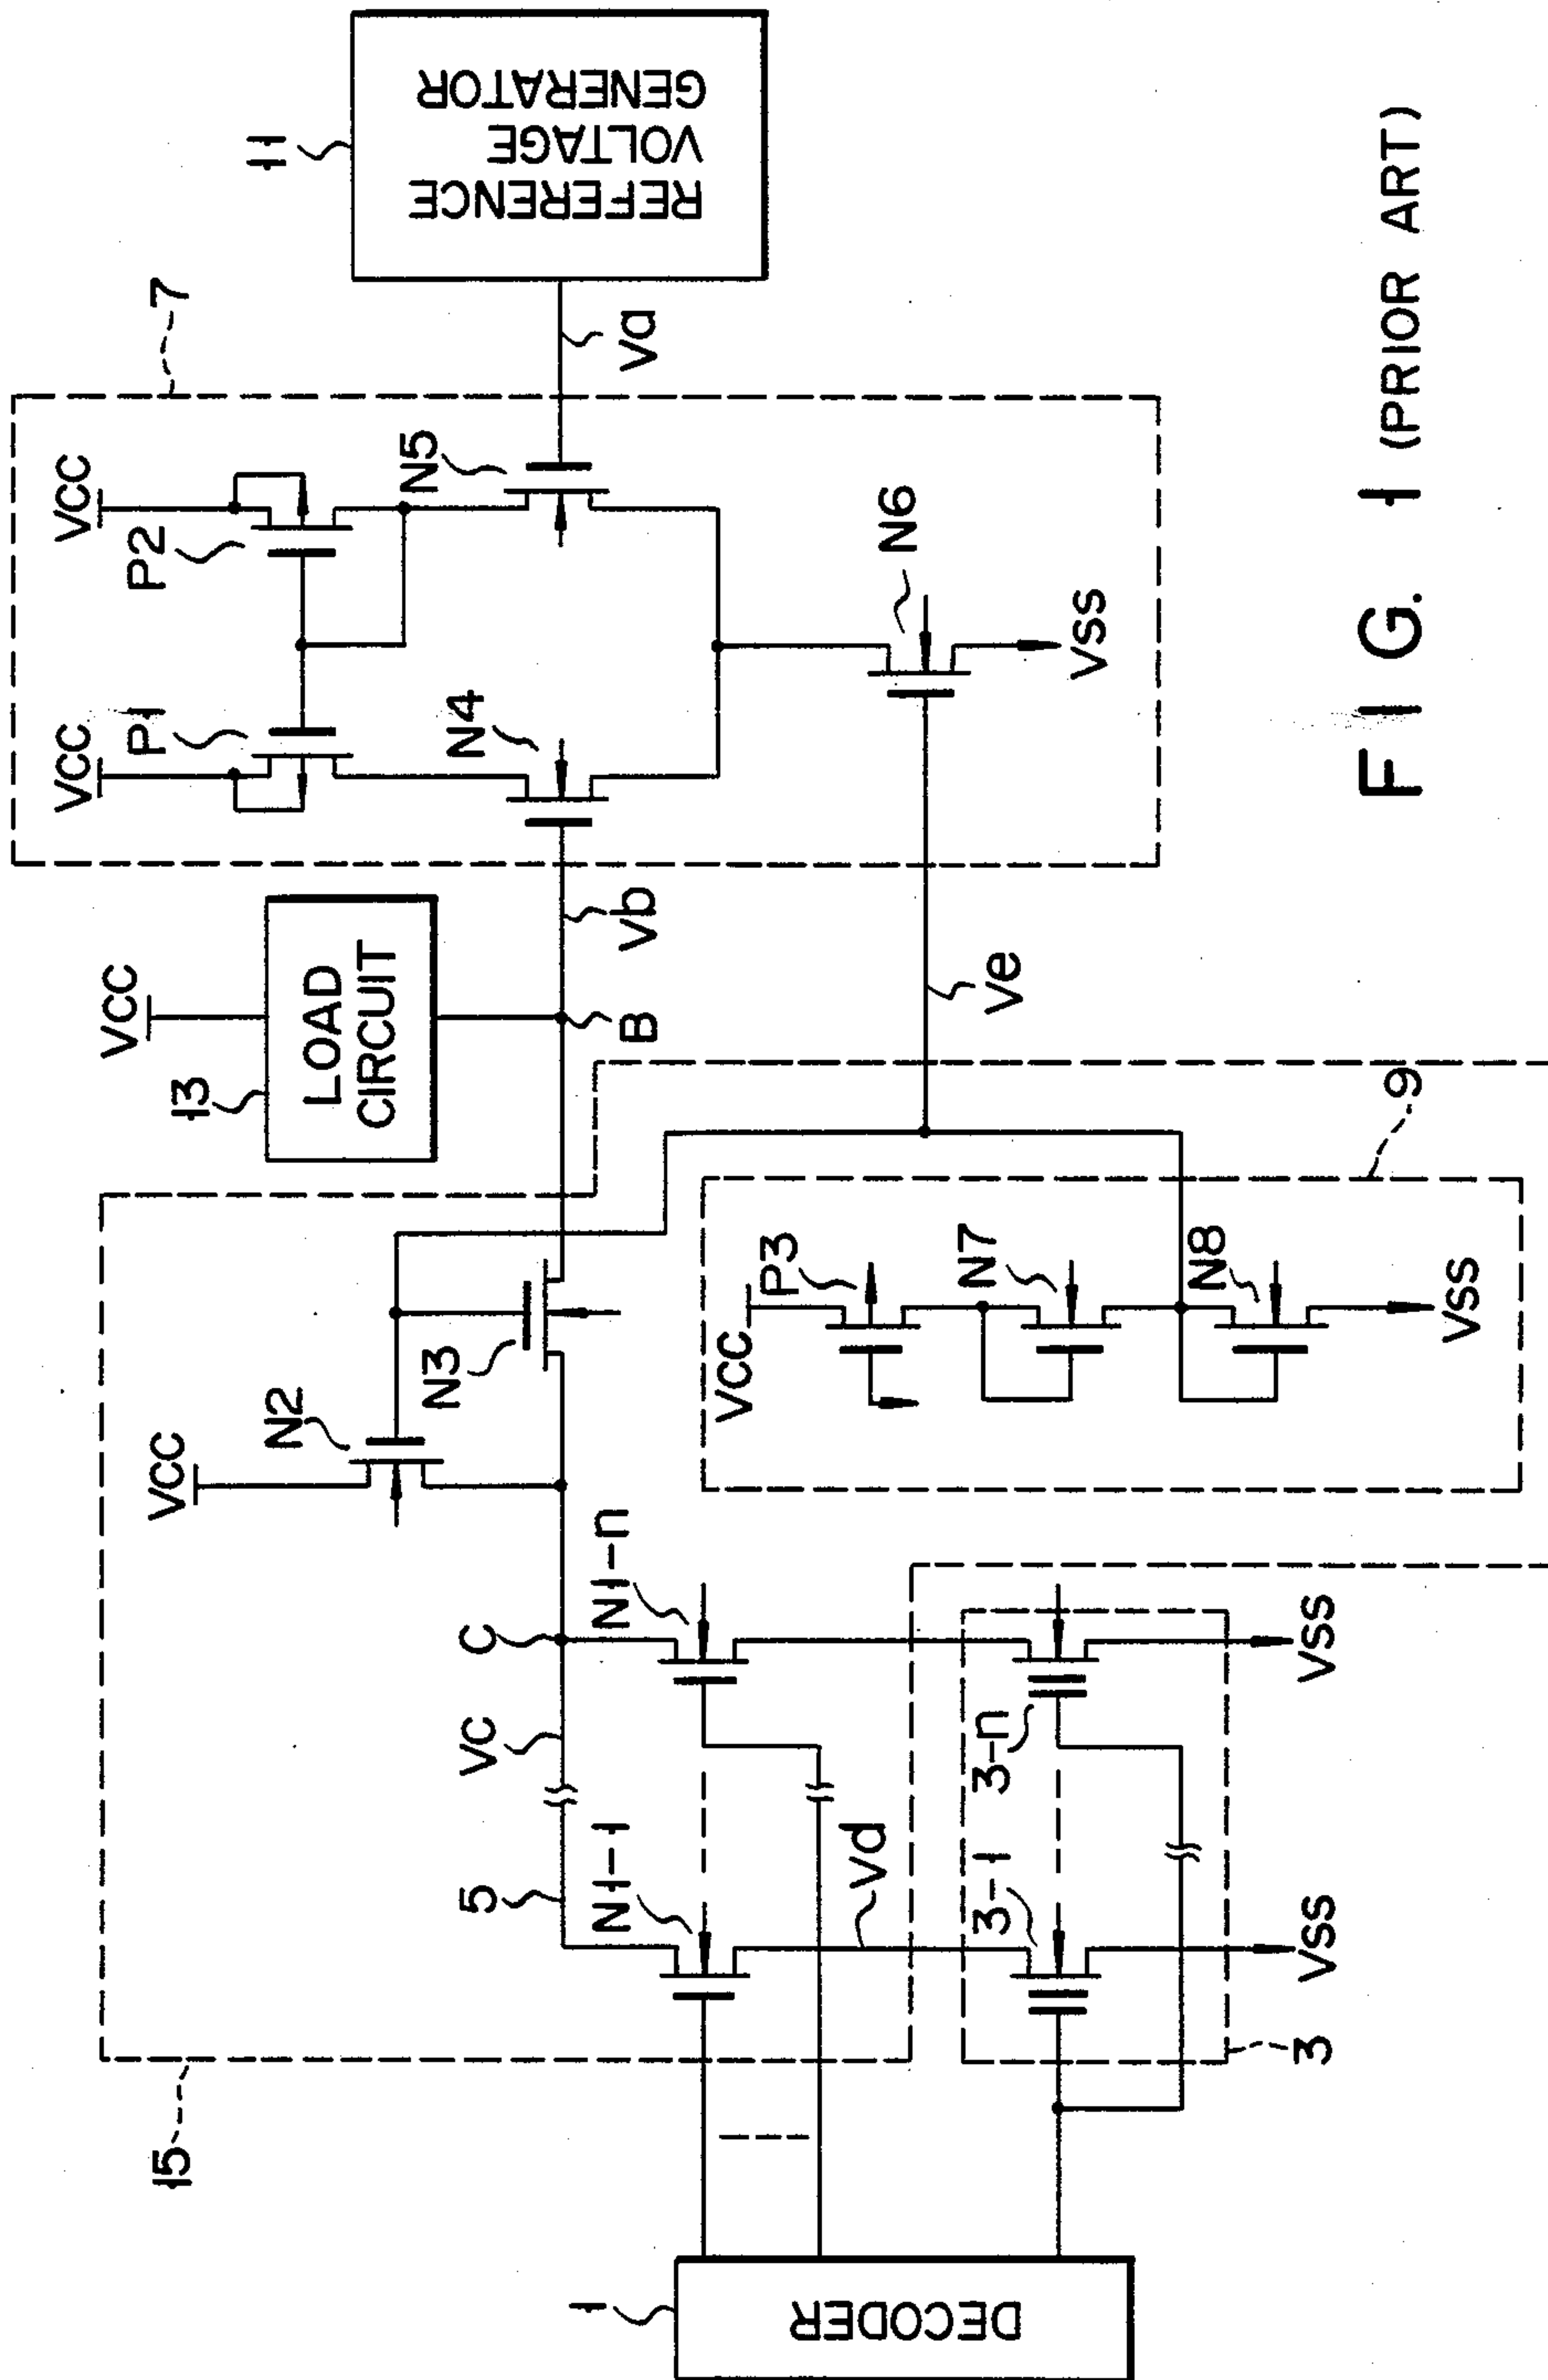 15
VCC
N2
N3
5
VC
C
N1-1
N1-n
Vd
1
DECODER
3-1
3-n
3
VSS
VSS
13
VCC
LOAD
CIRCUIT
B
Vb
VCC
P3
N7
N8
VSS
9
Ve
7
VCC
VCC
P1
P2
N4
N5
N6
VSS
Va
11
REFERENCE
VOLTAGE
GENERATOR
FIG. 1 (PRIOR ART)